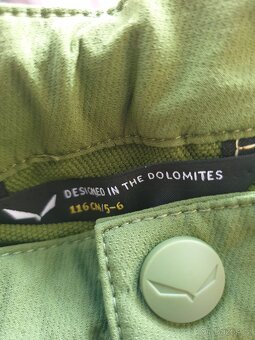 DESIGNED IN THE DOLOMITES
116 CM/5-6